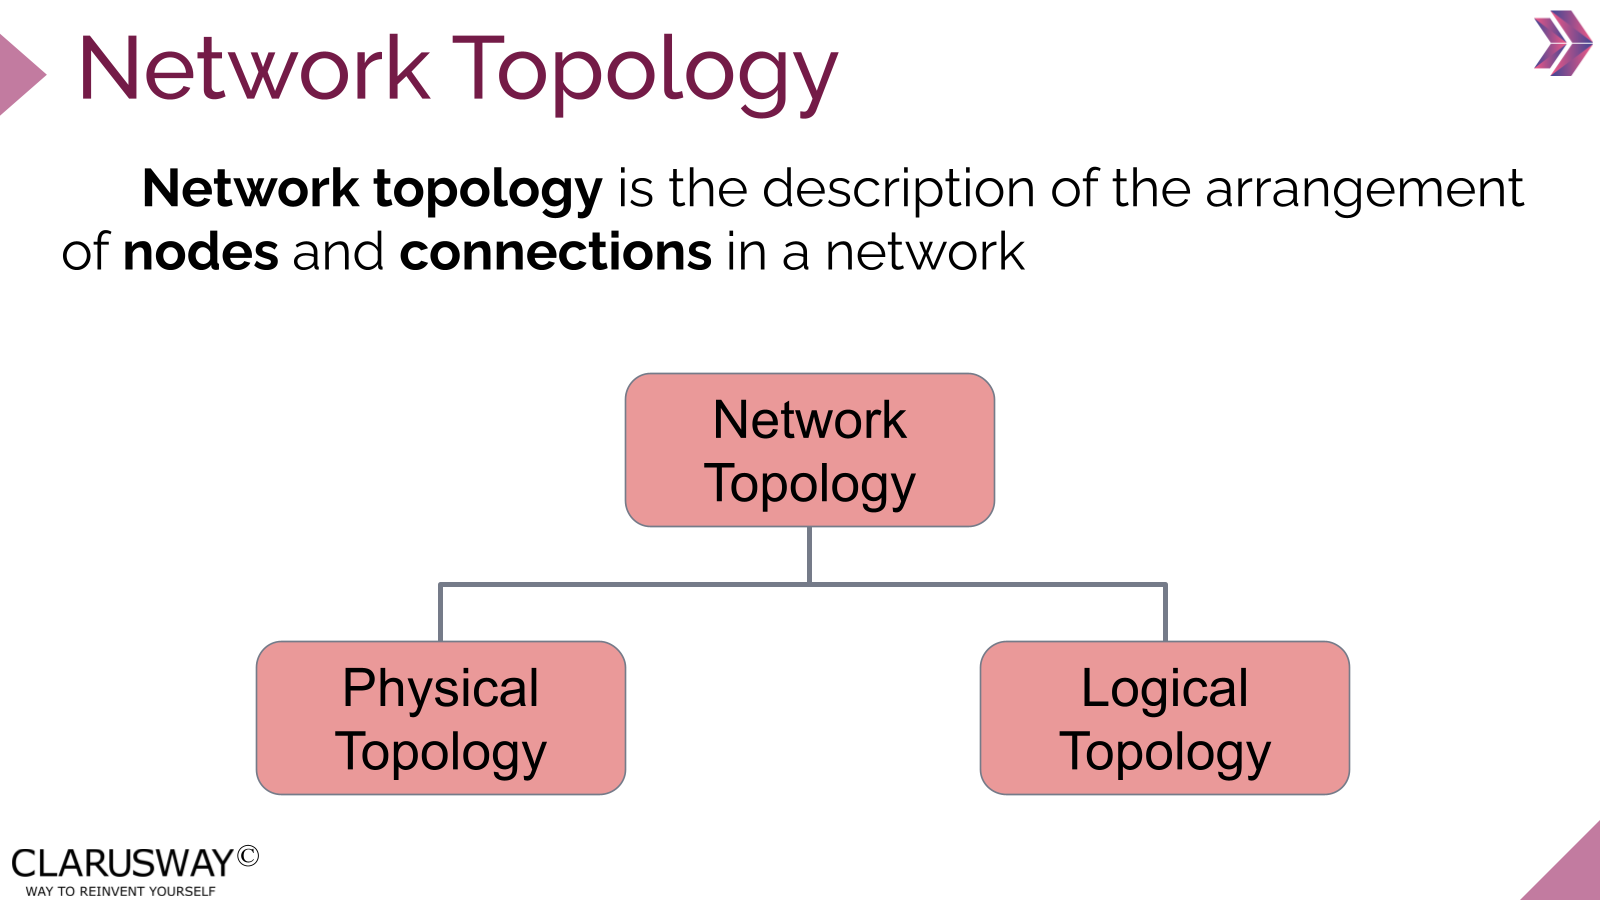 Network Topology
Network topology is the description of the arrangement
of nodes and connections in a network
Network
Topology
Physical
Topology
Logical
Topology
CLARUSWAY©
WAY TO REINVENT YOURSELF